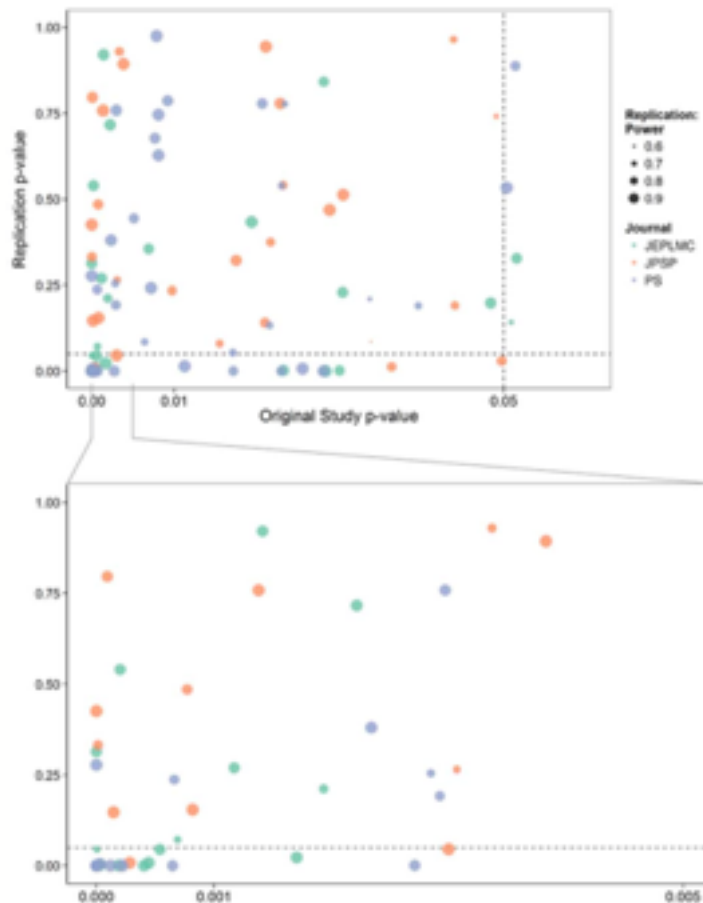 1.00
0.75
0.50
0.25
0.00
Replication p-value
0.00
0.01
0.05
Original Study p-value
Replication:
Power
0.6
0.7
0.8
0.9
Journal
JEPLMC
JPSP
PS
1.00
0.75
0.50
0.25
0.00
0.000
0.001
0.005